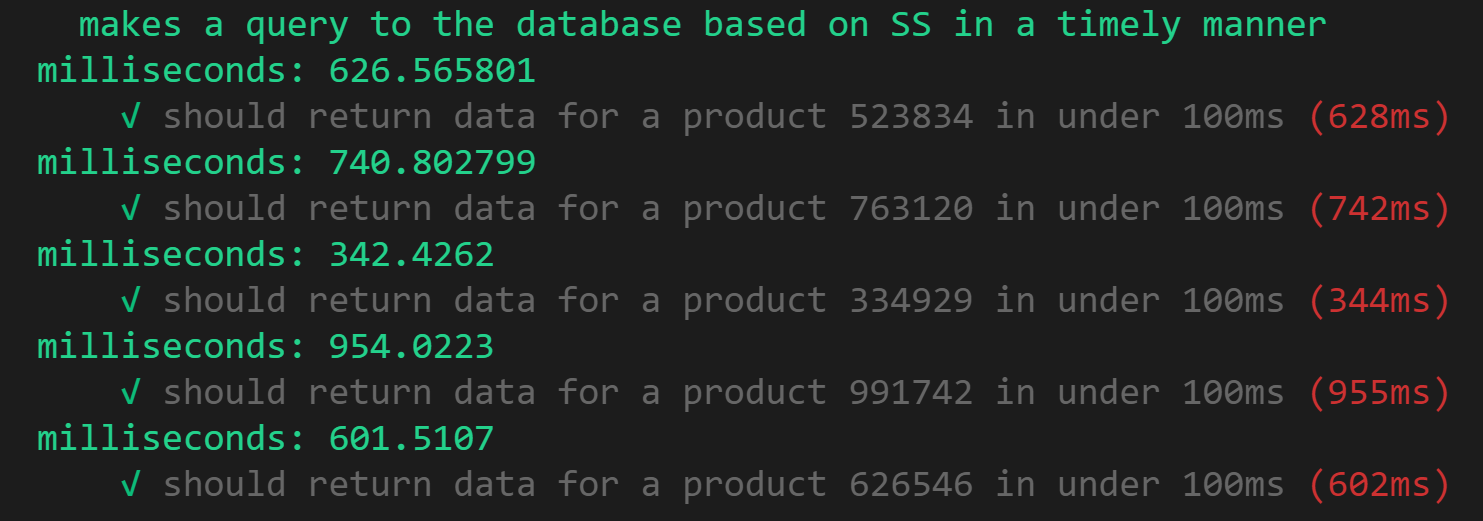 makes a query to the database based on SS in a timely manner
milliseconds: 626.565801
√ should return data for a product 523834 in under 100ms (628ms)
milliseconds: 740.802799
√ should return data for a product 763120 in under 100ms (742ms)
milliseconds: 342.4262
√ should return data for a product 334929 in under 100ms (344ms)
milliseconds: 954.0223
√ should return data for a product 991742 in under 100ms (955ms)
milliseconds: 601.5107
√ should return data for a product 626546 in under 100ms (602ms)